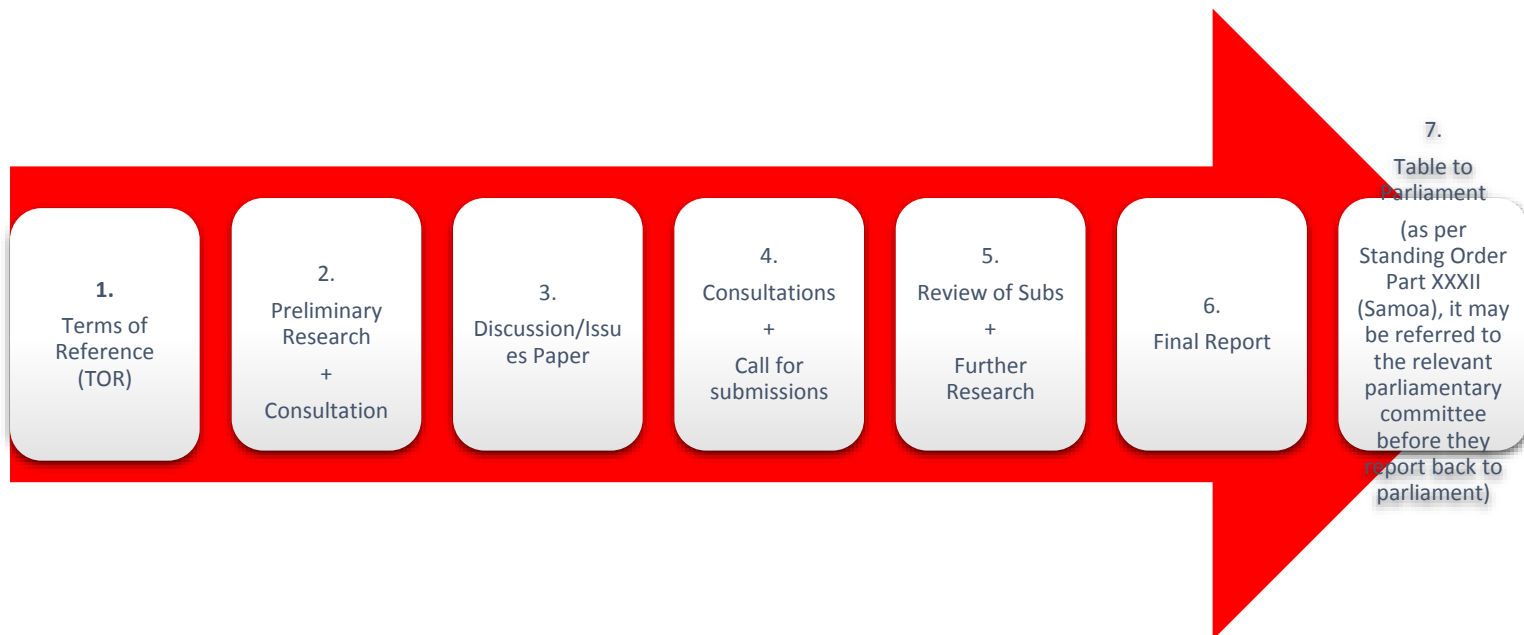 1.
Terms of
Reference
(TOR)
2.
Preliminary
Research
+
Consultation
3.
Discussion/Issu
es Paper
4.
Consultations
+
Call for
submissions
5.
Review of Subs
+
Further
Research
6.
Final Report
7.
Table to
Parliament
(as per
Standing Order
Part XXXII
(Samoa), it may
be referred to
the relevant
parliamentary
committee
before they
report back to
parliament)